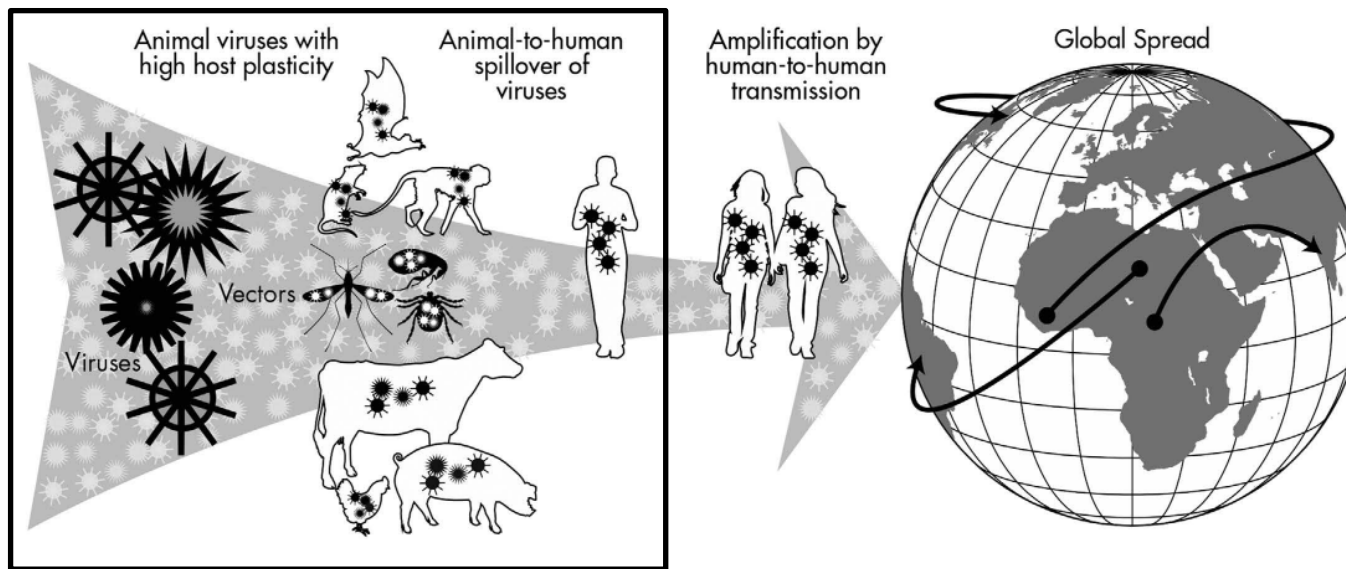 Animal viruses with
high host plasticity
Animal-to-human
spillover of
viruses
Amplification by
human-to-human
transmission
Global Spread
Vectors
Viruses